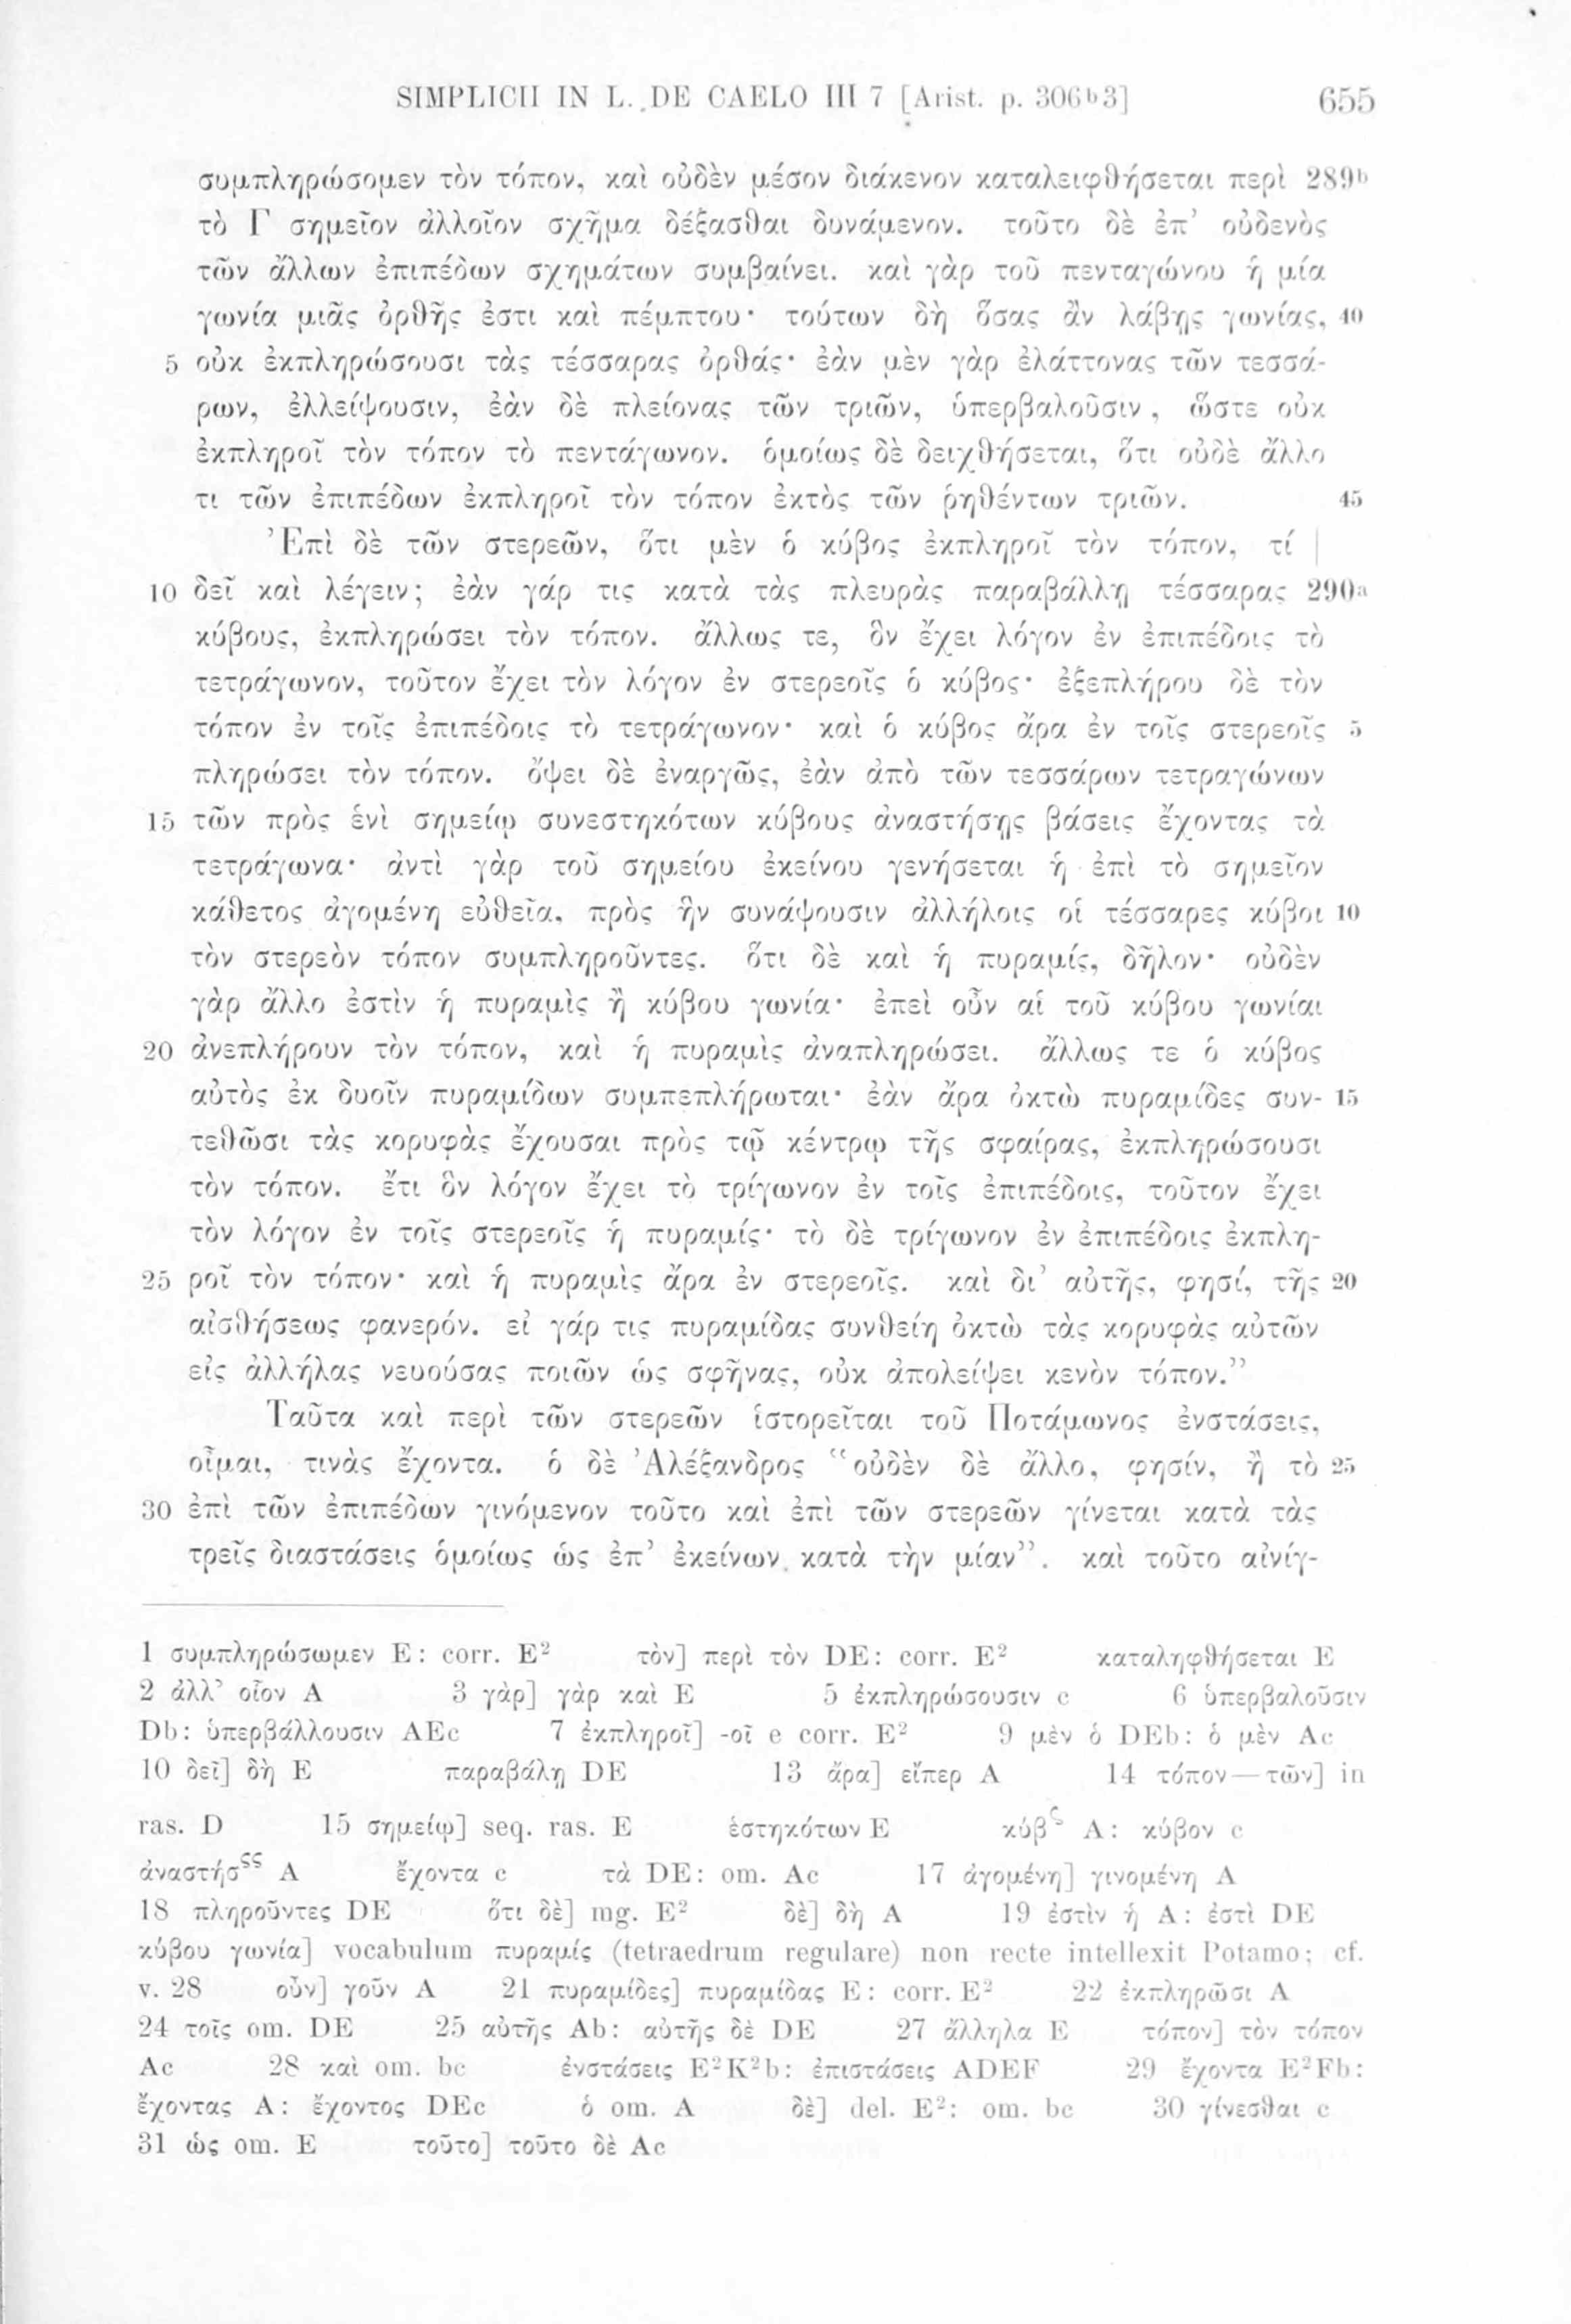 SIMPLICII IN L. DE CAELO III 7 [Arist. p. 306b3] 655
συμπληρώσομεν τὸν τόπον, καὶ οὐδὲν μέσον διάκενον καταλειφθήσεται περὶ 289b
τὸ Γ σημεῖον ἀλλοῖον σχῆμα δέξασθαι δυνάμενον. τοῦτο δὲ ἐπ’ οὐδενὸς
τῶν ἄλλων ἐπιπέδων σχημάτων συμβαίνει. καὶ γὰρ τοῦ πενταγώνου ἡ μία
γωνία μιᾶς ὀρθῆς ἐστι καὶ πέμπτου· τούτων δὴ ὅσας ἂν λάβῃς γωνίας, 40
5 οὐκ ἐκπληρώσουσι τὰς τέσσαρας ὀρθάς· ἐὰν μὲν γὰρ ἐλάττονας τῶν τεσσά-
ρων, ἐλλείψουσιν, ἐὰν δὲ πλείονας τῶν τριῶν, ὑπερβαλοῦσιν, ὥστε οὐκ
ἐκπληροῖ τὸν τόπον τὸ πεντάγωνον. ὁμοίως δὲ δειχθήσεται, ὅτι οὐδὲ ἄλλο
τι τῶν ἐπιπέδων ἐκπληροῖ τὸν τόπον ἐκτὸς τῶν ῥηθέντων τριῶν. 45
Ἐπὶ δὲ τῶν στερεῶν, ὅτι μὲν ὁ κύβος ἐκπληροῖ τὸν τόπον, τί |
10 δεῖ καὶ λέγειν; ἐὰν γάρ τις κατὰ τὰς πλευρὰς παραβάλλῃ τέσσαρας 290a
κύβους, ἐκπληρώσει τὸν τόπον. ἄλλως τε, ὃν ἔχει λόγον ἐν ἐπιπέδοις τὸ
τετράγωνον, τοῦτον ἔχει τὸν λόγον ἐν στερεοῖς ὁ κύβος· ἐξεπλήρου δὲ τὸν
τόπον ἐν τοῖς ἐπιπέδοις τὸ τετράγωνον· καὶ ὁ κύβος ἄρα ἐν τοῖς στερεοῖς 5
πληρώσει τὸν τόπον. ὄψει δὲ ἐναργῶς, ἐὰν ἀπὸ τῶν τεσσάρων τετραγώνων
15 τῶν πρὸς ἑνὶ σημείῳ συνεστηκότων κύβους ἀναστήσῃς βάσεις ἔχοντας τὰ
τετράγωνα· ἀντὶ γὰρ τοῦ σημείου ἐκείνου γενήσεται ἡ ἐπὶ τὸ σημεῖον
κάθετος ἀγομένη εὐθεῖα, πρὸς ἣν συνάψουσιν ἀλλήλοις οἱ τέσσαρες κύβοι 10
τὸν στερεὸν τόπον συμπληροῦντες. ὅτι δὲ καὶ ἡ πυραμίς, δῆλον· οὐδὲν
γὰρ ἄλλο ἐστὶν ἡ πυραμὶς ἢ κύβου γωνία· ἐπεὶ οὖν αἱ τοῦ κύβου γωνίαι
20 ἀνεπλήρουν τὸν τόπον, καὶ ἡ πυραμὶς ἀναπληρώσει. ἄλλως τε ὁ κύβος
αὐτὸς ἐκ δυοῖν πυραμίδων συμπεπλήρωται· ἐὰν ἄρα ὀκτὼ πυραμίδες συν- 15
τεθῶσι τὰς κορυφὰς ἔχουσαι πρὸς τῷ κέντρῳ τῆς σφαίρας, ἐκπληρώσουσι
τὸν τόπον. ἔτι ὃν λόγον ἔχει τὸ τρίγωνον ἐν τοῖς ἐπιπέδοις, τοῦτον ἔχει
τὸν λόγον ἐν τοῖς στερεοῖς ἡ πυραμίς· τὸ δὲ τρίγωνον ἐν ἐπιπέδοις ἐκπλη-
25 ροῖ τὸν τόπον· καὶ ἡ πυραμὶς ἄρα ἐν στερεοῖς. καὶ δι’ αὐτῆς, φησί, τῆς 20
αἰσθήσεως φανερόν. εἰ γάρ τις πυραμίδας συνθείη ὀκτὼ τὰς κορυφὰς αὐτῶν
εἰς ἀλλήλας νευούσας ποιῶν ὡς σφῆνας, οὐκ ἀπολείψει κενὸν τόπον.”
Ταῦτα καὶ περὶ τῶν στερεῶν ἱστορεῖται τοῦ Ποτάμωνος ἐνστάσεις,
οἶμαι, τινὰς ἔχοντα. ὁ δὲ Ἀλέξανδρος “οὐδὲν δὲ ἄλλο, φησίν, ἢ τὸ 25
30 ἐπὶ τῶν ἐπιπέδων γινόμενον τοῦτο καὶ ἐπὶ τῶν στερεῶν γίνεται κατὰ τὰς
τρεῖς διαστάσεις ὁμοίως ὡς ἐπ’ ἐκείνων κατὰ τὴν μίαν”. καὶ τοῦτο αἰνίγ-
1 συμπληρώσωμεν E: corr. E² τὸν] περὶ τὸν DE: corr. E² καταληφθήσεται E
2 ἀλλ’ οἷον A 3 γὰρ] γὰρ καὶ E 5 ἐκπληρώσουσιν c 6 ὑπερβαλοῦσιν
Db: ὑπερβάλλουσιν AEc 7 ἐκπληροῖ] -οῖ e corr. E² 9 μὲν ὁ DEb: ὁ μὲν Ac
10 δεῖ] δὴ E παραβάλῃ DE 13 ἄρα] εἴπερ A 14 τόπον—τῶν] in
ras. D 15 σημείῳ] seq. ras. E ἑστηκότων E κύβς A: κύβον c
ἀναστήσςς A ἔχοντα c τὰ DE: om. Ac 17 ἀγομένη] γινομένη A
18 πληροῦντες DE ὅτι δὲ] mg. E² δὲ] δὴ A 19 ἐστὶν ἡ A: ἐστὶ DE
κύβου γωνία] vocabulum πυραμίς (tetraedrum regulare) non recte intellexit Potamo; cf.
v. 28 οὖν] γοῦν A 21 πυραμίδες] πυραμίδας E: corr. E² 22 ἐκπληρῶσι A
24 τοῖς om. DE 25 αὐτῆς Ab: αὐτῆς δὲ DE 27 ἄλληλα E τόπον] τὸν τόπον
Ac 28 καὶ om. bc ἐνστάσεις E²K²b: ἐπιστάσεις ADEF 29 ἔχοντα E²Fb:
ἔχοντας A: ἔχοντος DEc ὁ om. A δὲ] del. E²: om. bc 30 γίνεσθαι c
31 ὡς om. E τοῦτο] τοῦτο δὲ Ac